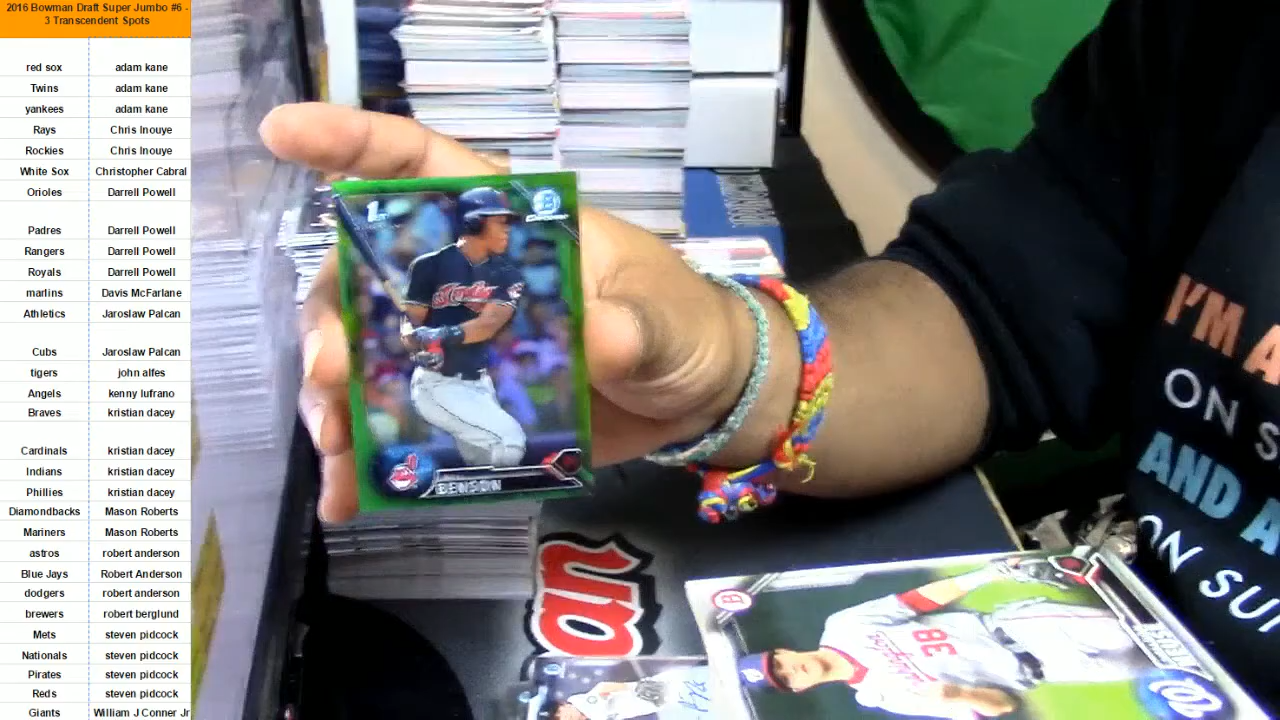 2016 Bowman Draft Super Jumbo #6 -
3 Transcendent Spots
red sox adam kane
Twins adam kane
yankees adam kane
Rays Chris Inouye
Rockies Chris Inouye
White Sox Christopher Cabral
Orioles Darrell Powell
Padres Darrell Powell
Rangers Darrell Powell
Royals Darrell Powell
marlins Davis McFarlane
Athletics Jaroslaw Palcan
Cubs Jaroslaw Palcan
tigers john alfes
Angels kenny lufrano
Braves kristian dacey
Cardinals kristian dacey
Indians kristian dacey
Phillies kristian dacey
Diamondbacks Mason Roberts
Mariners Mason Roberts
astros robert anderson
Blue Jays Robert Anderson
dodgers robert anderson
brewers robert berglund
Mets steven pidcock
Nationals steven pidcock
Pirates steven pidcock
Reds steven pidcock
Giants William J Conner Jr
1st
Indians
BENSON
an
38
I'M A
ON S
AND A
ON SU